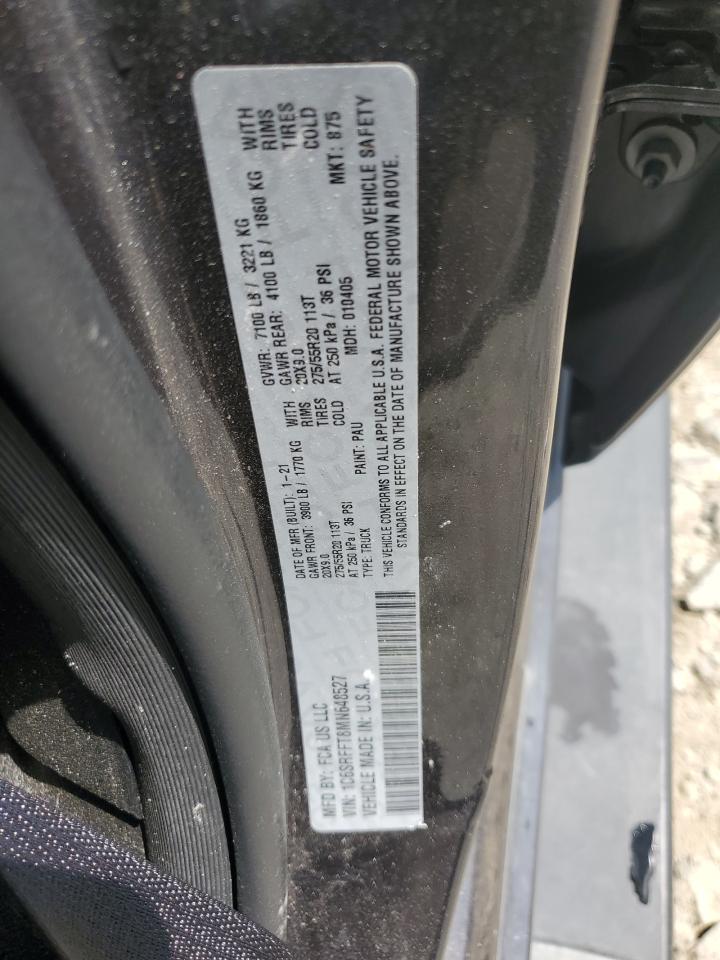 MFD BY: FCA US LLC
DATE OF MFR (BUILT): 1-21
GVWR: 7100 LB / 3221 KG
GAWR FRONT: 3900 LB / 1770 KG WITH
GAWR REAR: 4100 LB / 1860 KG WITH
20X9.0 RIMS
20X9.0 RIMS
275/55R20 113T TIRES
275/55R20 113T TIRES
AT 250 kPa / 36 PSI COLD
AT 250 kPa / 36 PSI COLD
VIN: 1C6SRFFT8MN648527
TYPE: TRUCK PAINT: PAU MDH: 010405 MKT: 875
VEHICLE MADE IN: U.S.A.
THIS VEHICLE CONFORMS TO ALL APPLICABLE U.S.A. FEDERAL MOTOR VEHICLE SAFETY
STANDARDS IN EFFECT ON THE DATE OF MANUFACTURE SHOWN ABOVE.